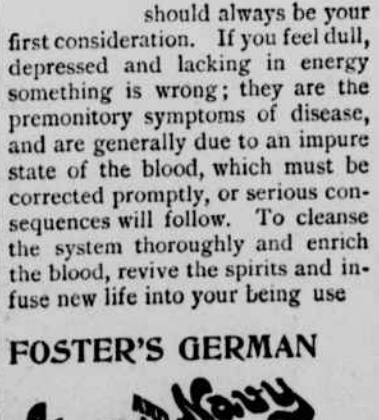 should always be your
first consideration. If you feel dull,
depressed and lacking in energy
something is wrong; they are the
premonitory symptoms of disease,
and are generally due to an impure
state of the blood, which must be
corrected promptly, or serious con-
sequences will follow. To cleanse
the system thoroughly and enrich
the blood, revive the spirits and in-
fuse new life into your being use
FOSTER'S GERMAN
AND Navy